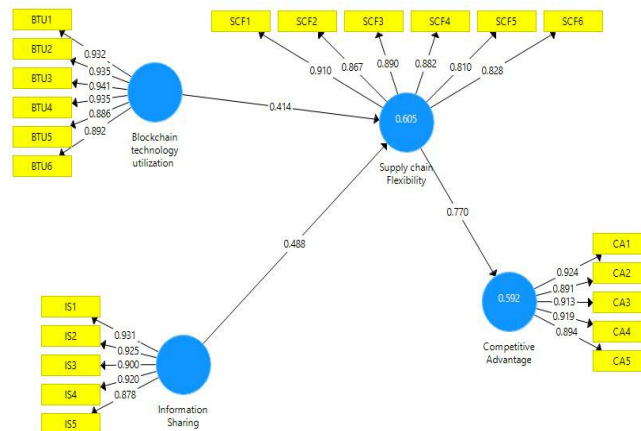 BTU1
BTU2
BTU3
BTU4
BTU5
BTU6
0.932
0.935
0.941
0.935
0.886
0.892
Blockchain
technology
utilization
0.414
SCF1
SCF2
SCF3
SCF4
SCF5
SCF6
0.910
0.867
0.890
0.882
0.810
0.828
0.605
Supply chain
Flexibility
0.488
0.770
IS1
IS2
IS3
IS4
IS5
0.931
0.925
0.900
0.920
0.878
Information
Sharing
0.592
Competitive
Advantage
0.924
0.891
0.913
0.919
0.894
CA1
CA2
CA3
CA4
CA5